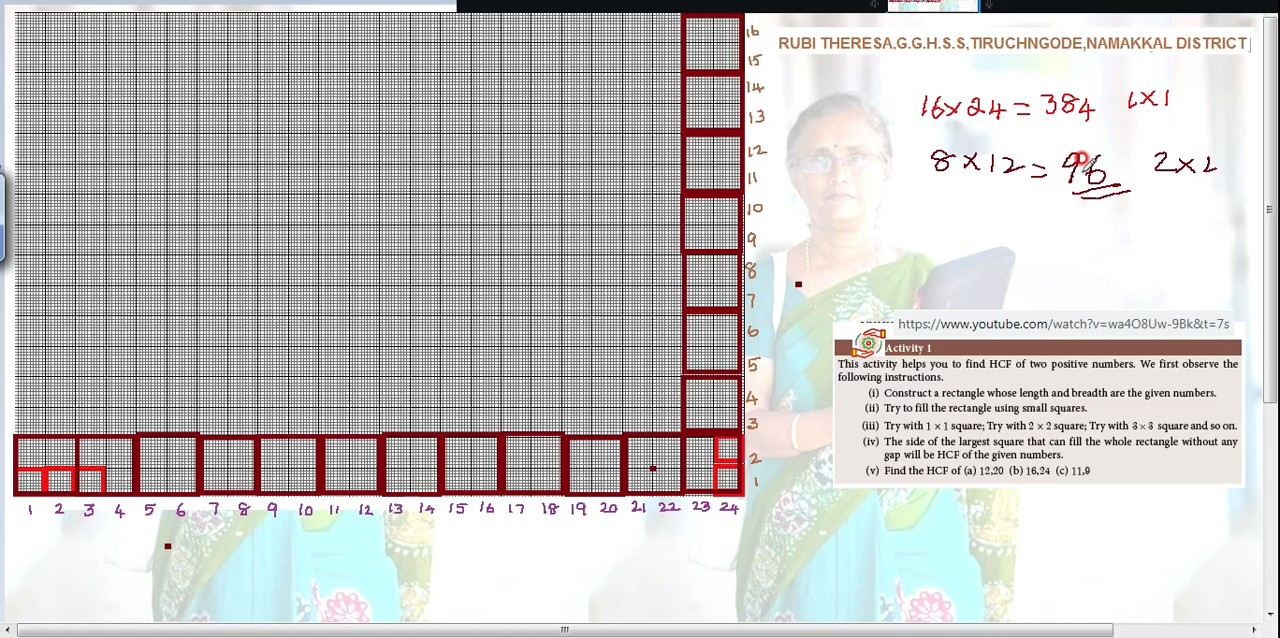 RUBI THERESA,G.G.H.S.S,TIRUCHNGODE,NAMAKKAL DISTRICT
16×24 = 384 1×1
8×12 = 96 2×2
16
15
14
13
12
11
10
9
8
7
6
5
4
3
2
1
1 2 3 4 5 6 7 8 9 10 11 12 13 14 15 16 17 18 19 20 21 22 23 24
https://www.youtube.com/watch?v=wa4O8Uw-9Bk&t=7s
Activity 1
This activity helps you to find HCF of two positive numbers. We first observe the
following instructions.
(i) Construct a rectangle whose length and breadth are the given numbers.
(ii) Try to fill the rectangle using small squares.
(iii) Try with 1 × 1 square; Try with 2 × 2 square; Try with 3 × 3 square and so on.
(iv) The side of the largest square that can fill the whole rectangle without any
gap will be HCF of the given numbers.
(v) Find the HCF of (a) 12,20 (b) 16,24 (c) 11,9